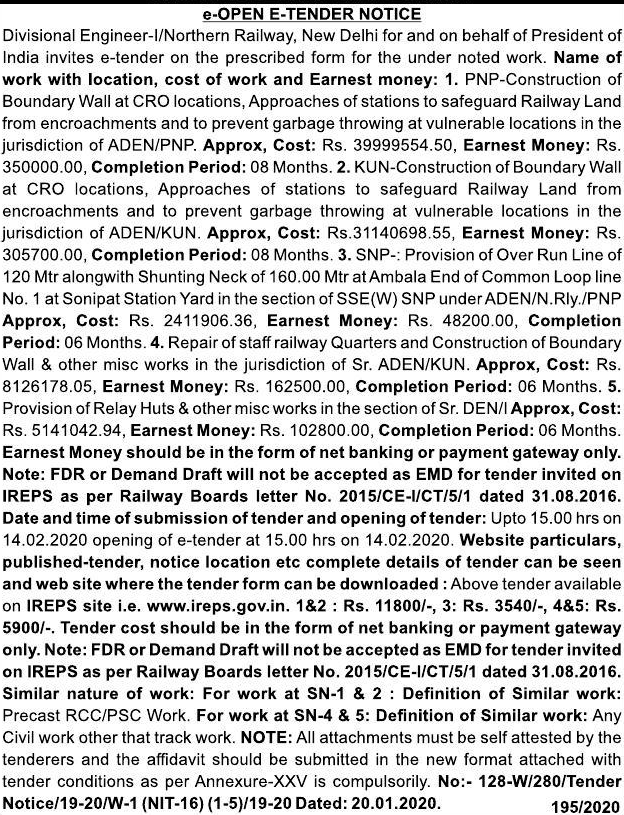 e-OPEN E-TENDER NOTICE
Divisional Engineer-I/Northern Railway, New Delhi for and on behalf of President of
India invites e-tender on the prescribed form for the under noted work. Name of
work with location, cost of work and Earnest money: 1. PNP-Construction of
Boundary Wall at CRO locations, Approaches of stations to safeguard Railway Land
from encroachments and to prevent garbage throwing at vulnerable locations in the
jurisdiction of ADEN/PNP. Approx, Cost: Rs. 39999554.50, Earnest Money: Rs.
350000.00, Completion Period: 08 Months. 2. KUN-Construction of Boundary Wall
at CRO locations, Approaches of stations to safeguard Railway Land from
encroachments and to prevent garbage throwing at vulnerable locations in the
jurisdiction of ADEN/KUN. Approx, Cost: Rs.31140698.55, Earnest Money: Rs.
305700.00, Completion Period: 08 Months. 3. SNP-: Provision of Over Run Line of
120 Mtr alongwith Shunting Neck of 160.00 Mtr at Ambala End of Common Loop line
No. 1 at Sonipat Station Yard in the section of SSE(W) SNP under ADEN/N.Rly./PNP
Approx, Cost: Rs. 2411906.36, Earnest Money: Rs. 48200.00, Completion
Period: 06 Months. 4. Repair of staff railway Quarters and Construction of Boundary
Wall & other misc works in the jurisdiction of Sr. ADEN/KUN. Approx, Cost: Rs.
8126178.05, Earnest Money: Rs. 162500.00, Completion Period: 06 Months. 5.
Provision of Relay Huts & other misc works in the section of Sr. DEN/I Approx, Cost:
Rs. 5141042.94, Earnest Money: Rs. 102800.00, Completion Period: 06 Months.
Earnest Money should be in the form of net banking or payment gateway only.
Note: FDR or Demand Draft will not be accepted as EMD for tender invited on
IREPS as per Railway Boards letter No. 2015/CE-I/CT/5/1 dated 31.08.2016.
Date and time of submission of tender and opening of tender: Upto 15.00 hrs on
14.02.2020 opening of e-tender at 15.00 hrs on 14.02.2020. Website particulars,
published-tender, notice location etc complete details of tender can be seen
and web site where the tender form can be downloaded : Above tender available
on IREPS site i.e. www.ireps.gov.in. 1&2 : Rs. 11800/-, 3: Rs. 3540/-, 4&5: Rs.
5900/-. Tender cost should be in the form of net banking or payment gateway
only. Note: FDR or Demand Draft will not be accepted as EMD for tender invited
on IREPS as per Railway Boards letter No. 2015/CE-I/CT/5/1 dated 31.08.2016.
Similar nature of work: For work at SN-1 & 2 : Definition of Similar work:
Precast RCC/PSC Work. For work at SN-4 & 5: Definition of Similar work: Any
Civil work other that track work. NOTE: All attachments must be self attested by the
tenderers and the affidavit should be submitted in the new format attached with
tender conditions as per Annexure-XXV is compulsorily. No:- 128-W/280/Tender
Notice/19-20/W-1 (NIT-16) (1-5)/19-20 Dated: 20.01.2020.
195/2020